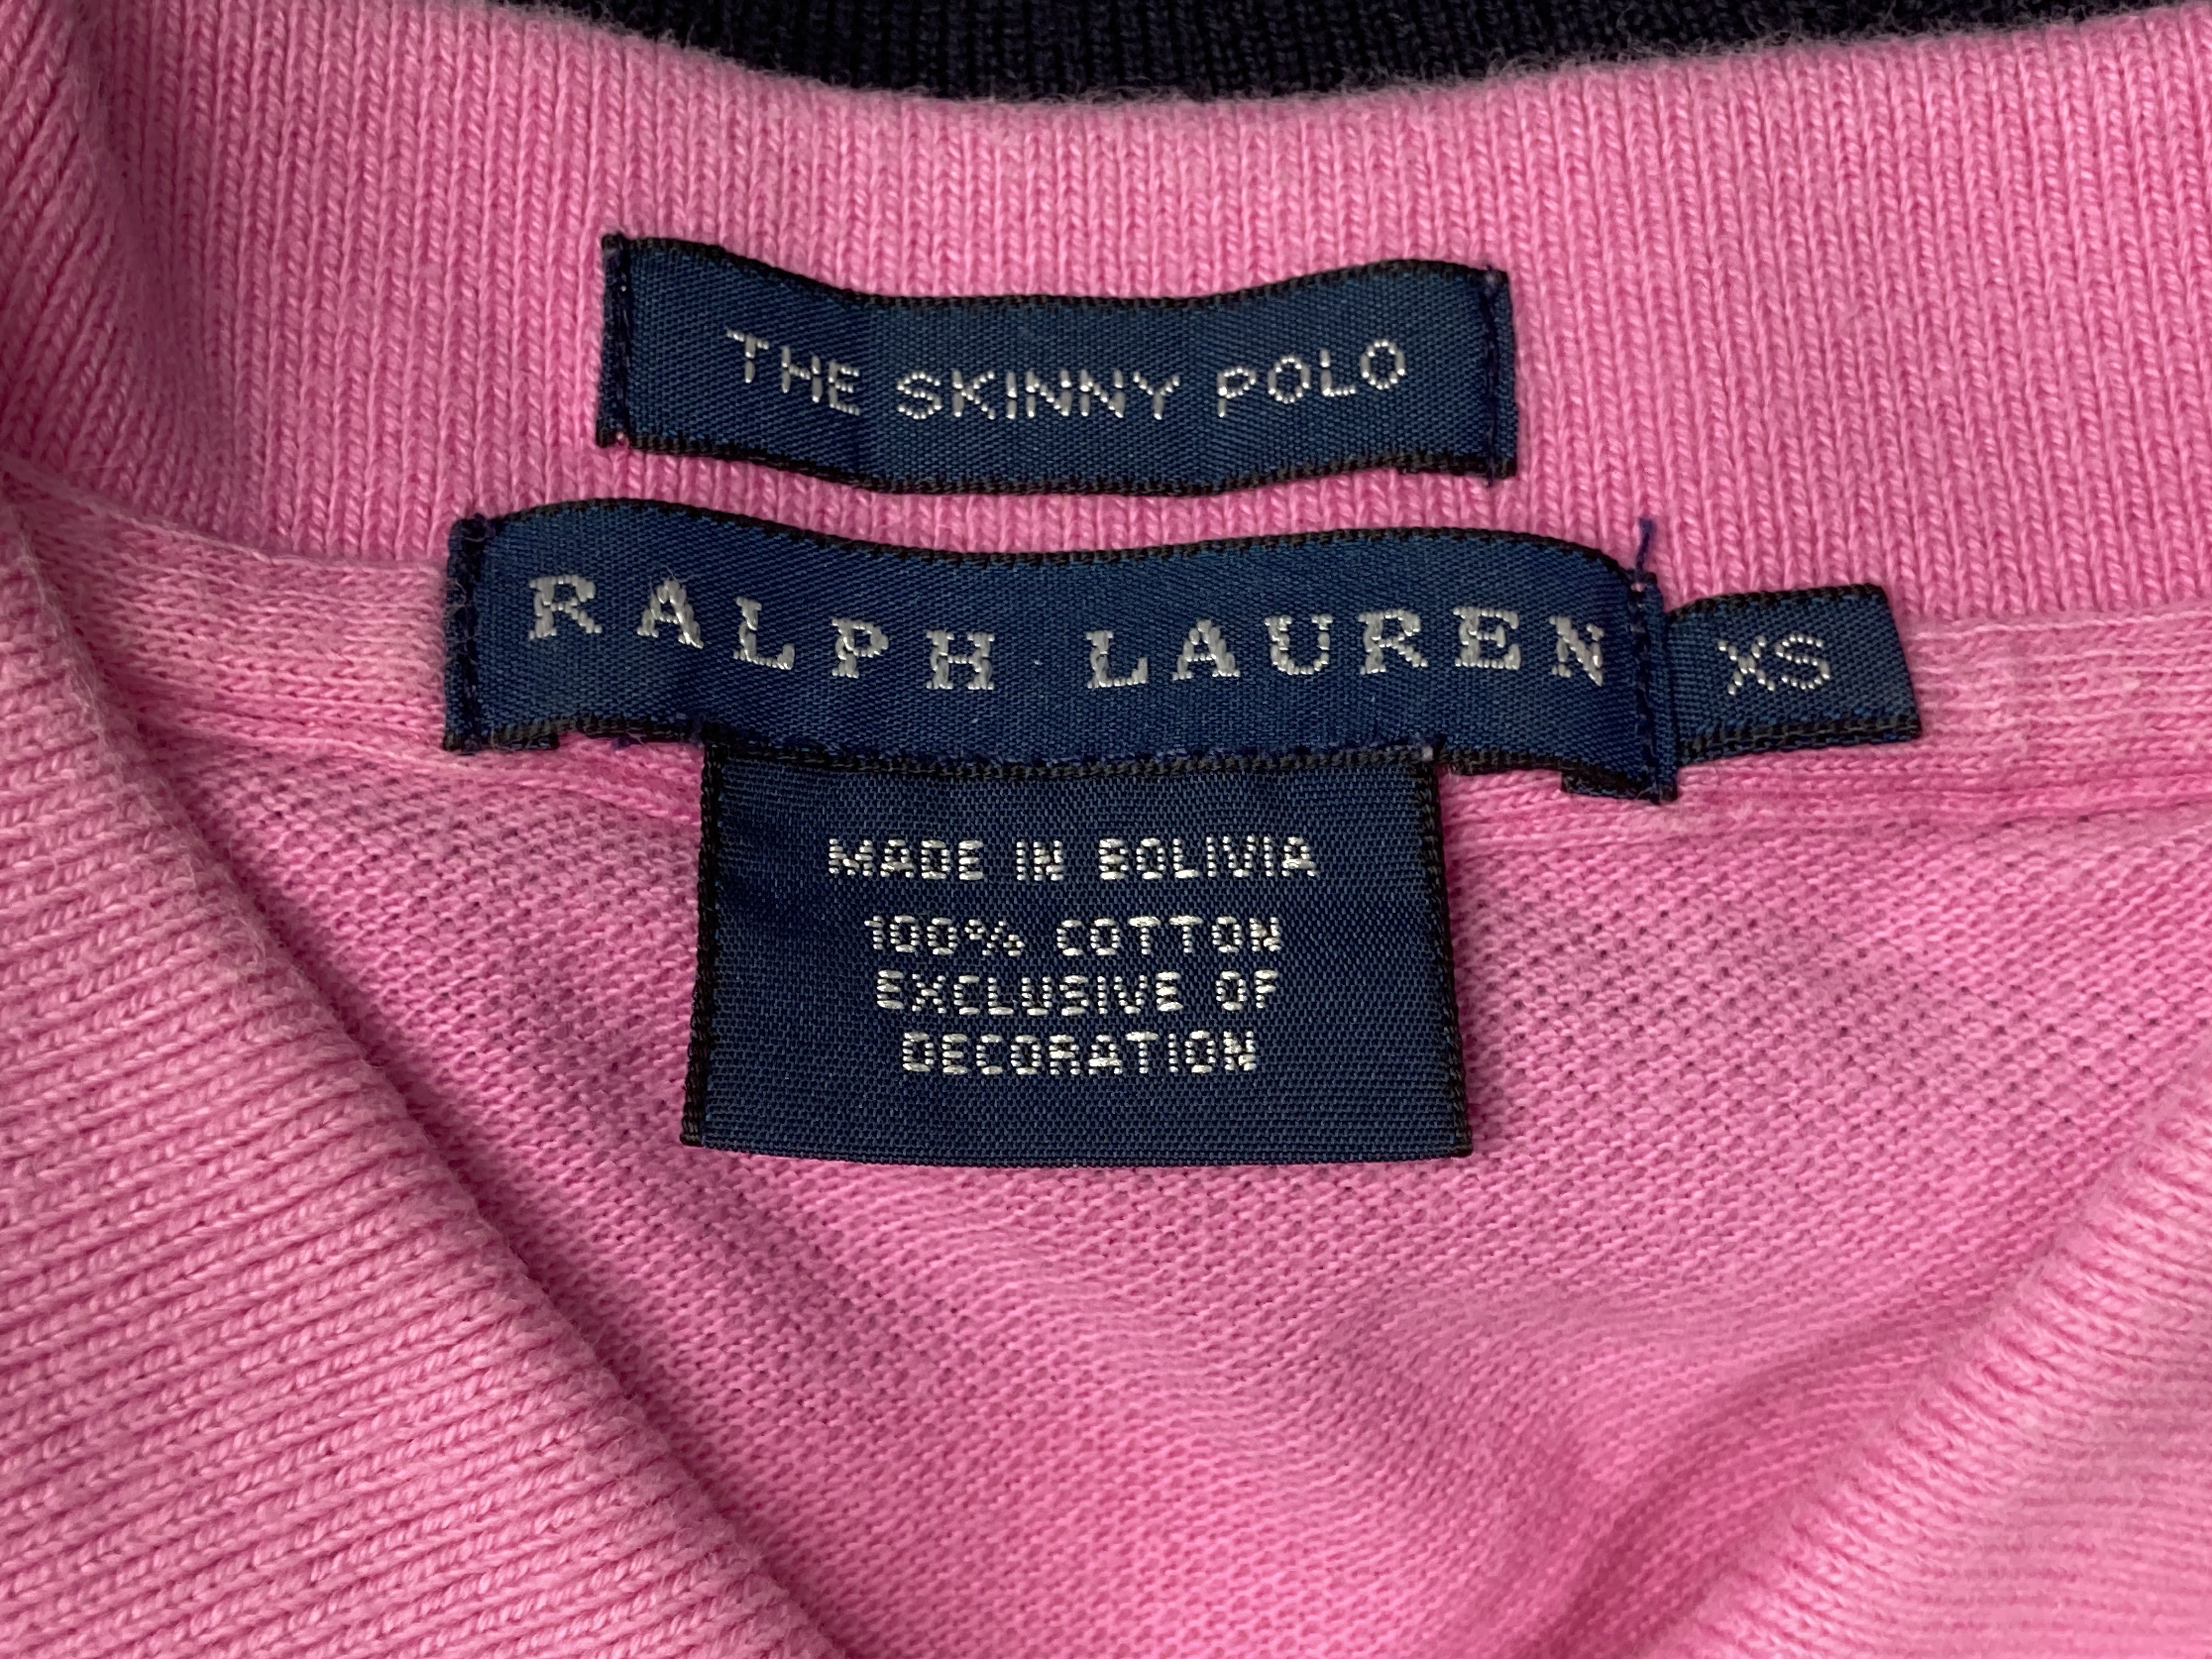 THE SKINNY POLO
RALPH LAUREN
XS
MADE IN BOLIVIA
100% COTTON
EXCLUSIVE OF
DECORATION